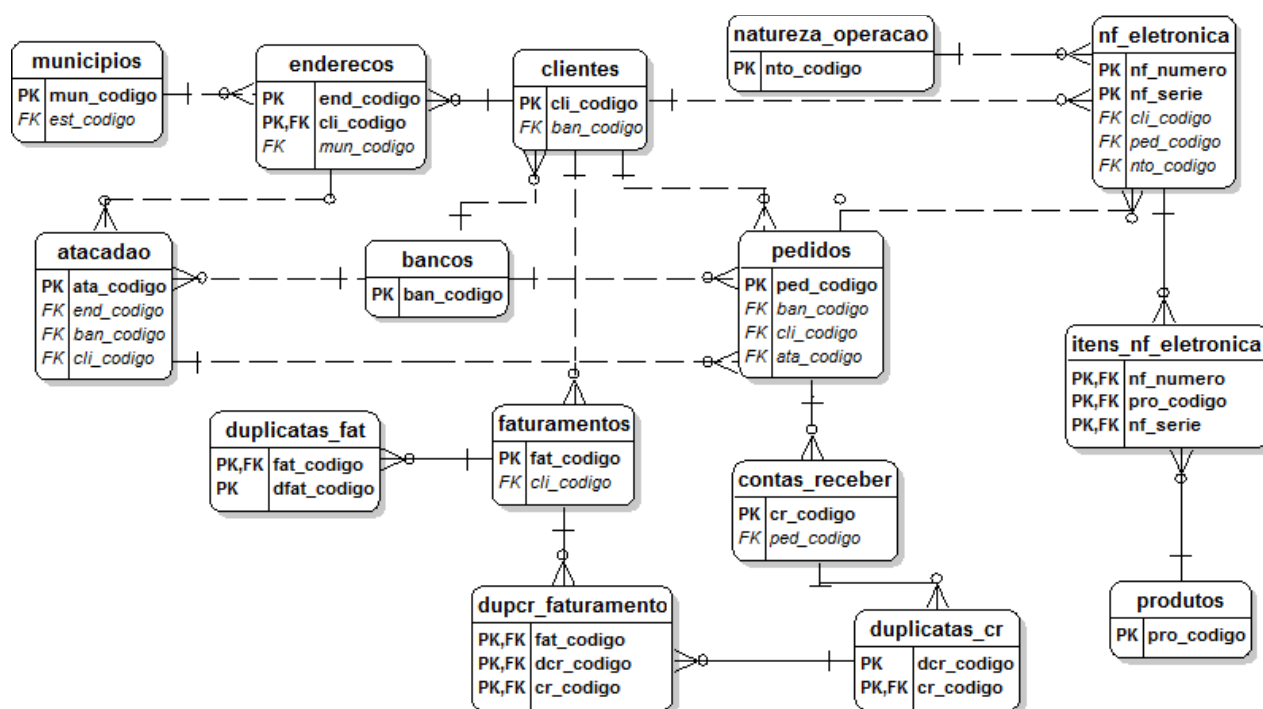 municipios
PK mun_codigo
FK est_codigo
enderecos
PK end_codigo
PK,FK cli_codigo
FK mun_codigo
clientes
PK cli_codigo
FK ban_codigo
natureza_operacao
PK nto_codigo
nf_eletronica
PK nf_numero
PK nf_serie
FK cli_codigo
FK ped_codigo
FK nto_codigo
atacadao
PK ata_codigo
FK end_codigo
FK ban_codigo
FK cli_codigo
bancos
PK ban_codigo
pedidos
PK ped_codigo
FK ban_codigo
FK cli_codigo
FK ata_codigo
itens_nf_eletronica
PK,FK nf_numero
PK,FK pro_codigo
PK,FK nf_serie
duplicatas_fat
PK,FK fat_codigo
PK dfat_codigo
faturamentos
PK fat_codigo
FK cli_codigo
contas_receber
PK cr_codigo
FK ped_codigo
dupcr_faturamento
PK,FK fat_codigo
PK,FK dcr_codigo
PK,FK cr_codigo
duplicatas_cr
PK dcr_codigo
PK,FK cr_codigo
produtos
PK pro_codigo